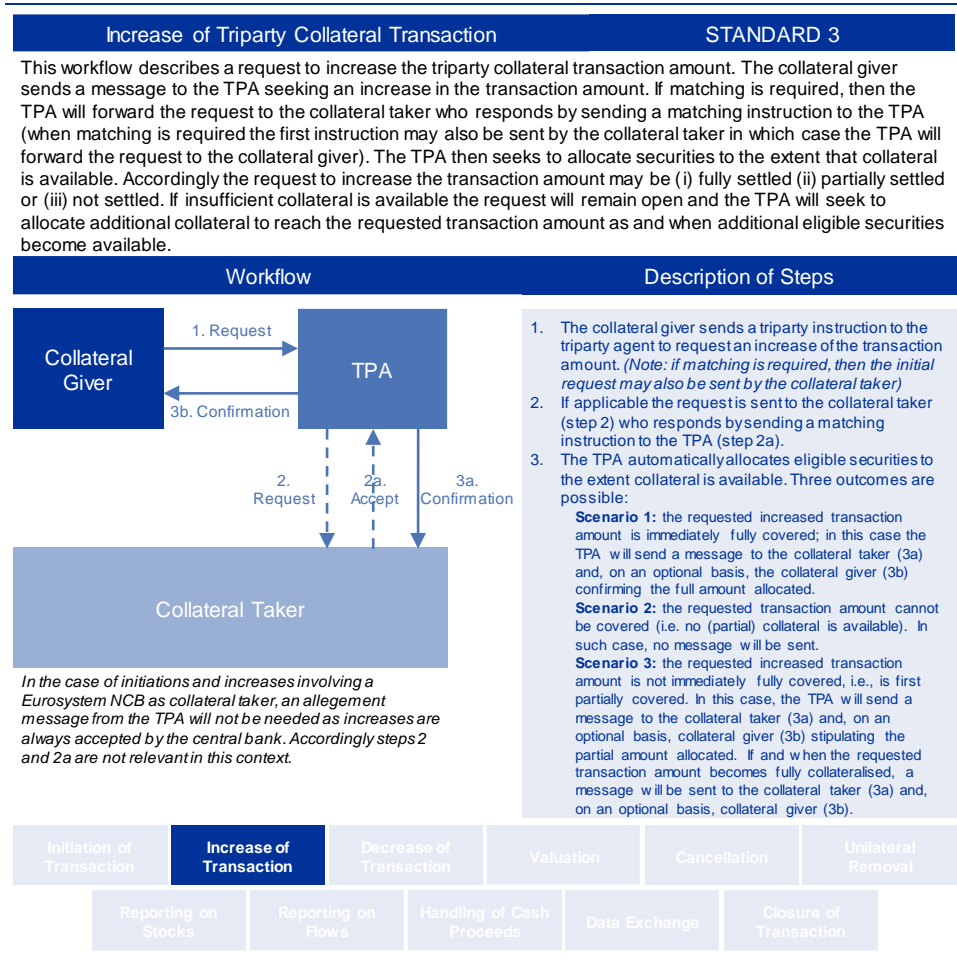 Increase of Triparty Collateral Transaction
STANDARD 3
This workflow describes a request to increase the triparty collateral transaction amount. The collateral giver
sends a message to the TPA seeking an increase in the transaction amount. If matching is required, then the
TPA will forward the request to the collateral taker who responds by sending a matching instruction to the TPA
(when matching is required the first instruction may also be sent by the collateral taker in which case the TPA will
forward the request to the collateral giver). The TPA then seeks to allocate securities to the extent that collateral
is available. Accordingly the request to increase the transaction amount may be (i) fully settled (ii) partially settled
or (iii) not settled. If insufficient collateral is available the request will remain open and the TPA will seek to
allocate additional collateral to reach the requested transaction amount as and when additional eligible securities
become available.
Workflow
Collateral
Giver
1. Request
3b. Confirmation
TPA
2.
Request
2a.
Accept
3a.
Confirmation
Collateral Taker
In the case of initiations and increases involving a
Eurosystem NCB as collateral taker, an allegement
message from the TPA will not be needed as increases are
always accepted by the central bank. Accordingly steps 2
and 2a are not relevant in this context.
Description of Steps
1. The collateral giver sends a triparty instruction to the
triparty agent to request an increase of the transaction
amount. (Note: if matching is required, then the initial
request may also be sent by the collateral taker)
2. If applicable the request is sent to the collateral taker
(step 2) who responds by sending a matching
instruction to the TPA (step 2a).
3. The TPA automatically allocates eligible securities to
the extent collateral is available. Three outcomes are
possible:
Scenario 1: the requested increased transaction
amount is immediately fully covered; in this case the
TPA will send a message to the collateral taker (3a)
and, on an optional basis, the collateral giver (3b)
confirming the full amount allocated.
Scenario 2: the requested transaction amount cannot
be covered (i.e. no (partial) collateral is available). In
such case, no message will be sent.
Scenario 3: the requested increased transaction
amount is not immediately fully covered, i.e., is first
partially covered. In this case, the TPA will send a
message to the collateral taker (3a) and, on an
optional basis, collateral giver (3b) stipulating the
partial amount allocated. If and when the requested
transaction amount becomes fully collateralised, a
message will be sent to the collateral taker (3a) and,
on an optional basis, collateral giver (3b).
Initiation of
Transaction
Increase of
Transaction
Decrease of
Transaction
Valuation
Cancellation
Unilateral
Removal
Reporting on
Stocks
Reporting on
Flows
Handling of Cash
Proceeds
Data Exchange
Closure of
Transaction